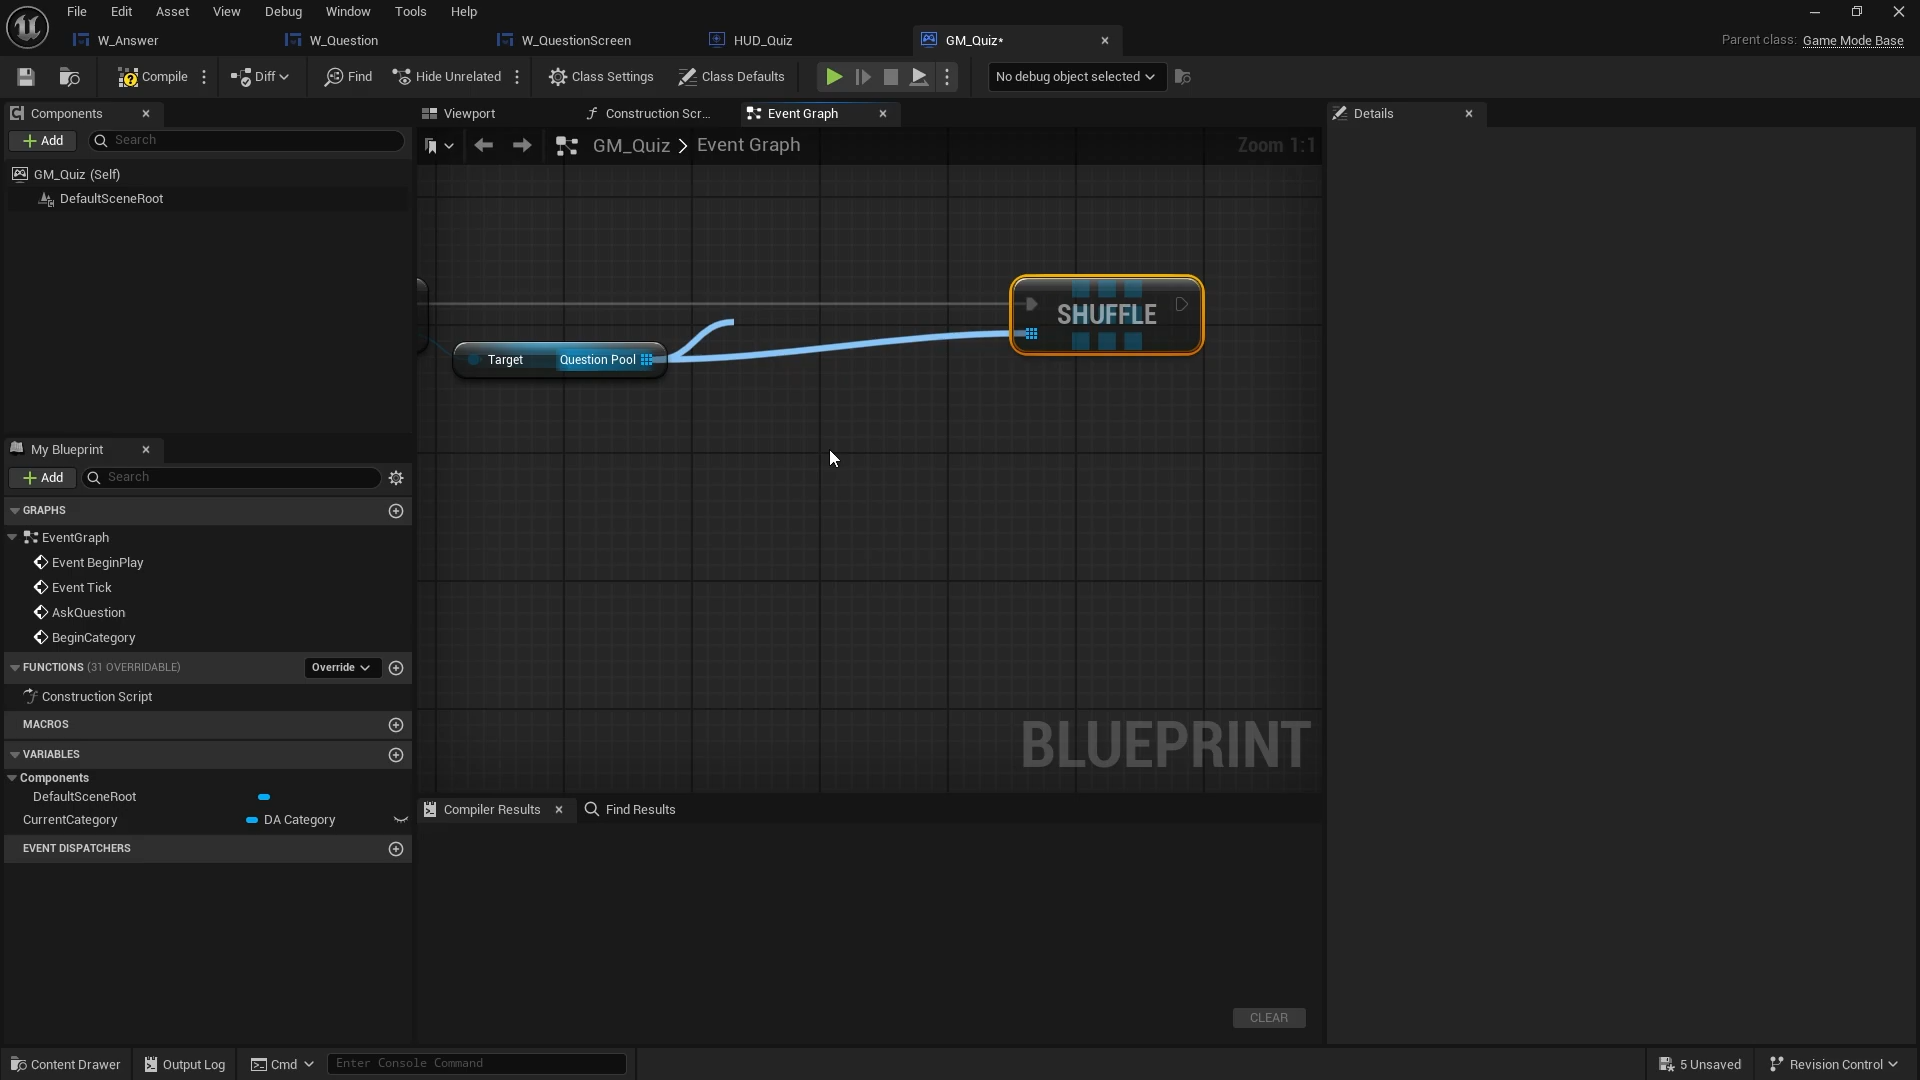 File Edit Asset View Debug Window Tools Help
W_Answer W_Question W_QuestionScreen HUD_Quiz GM_Quiz* Parent class: Game Mode Base
Compile Diff Find Hide Unrelated Class Settings Class Defaults No debug object selected
Components Viewport Construction Scr... Event Graph Details
Add Search
GM_Quiz > Event Graph Zoom 1:1
GM_Quiz (Self)
DefaultSceneRoot
SHUFFLE
Target Question Pool
My Blueprint
Add Search
GRAPHS
EventGraph
Event BeginPlay
Event Tick
AskQuestion
BeginCategory
FUNCTIONS (31 OVERRIDABLE) Override
Construction Script
MACROS
BLUEPRINT
VARIABLES
Components
DefaultSceneRoot
CurrentCategory DA Category
Compiler Results Find Results
EVENT DISPATCHERS
CLEAR
Content Drawer Output Log Cmd Enter Console Command 5 Unsaved Revision Control